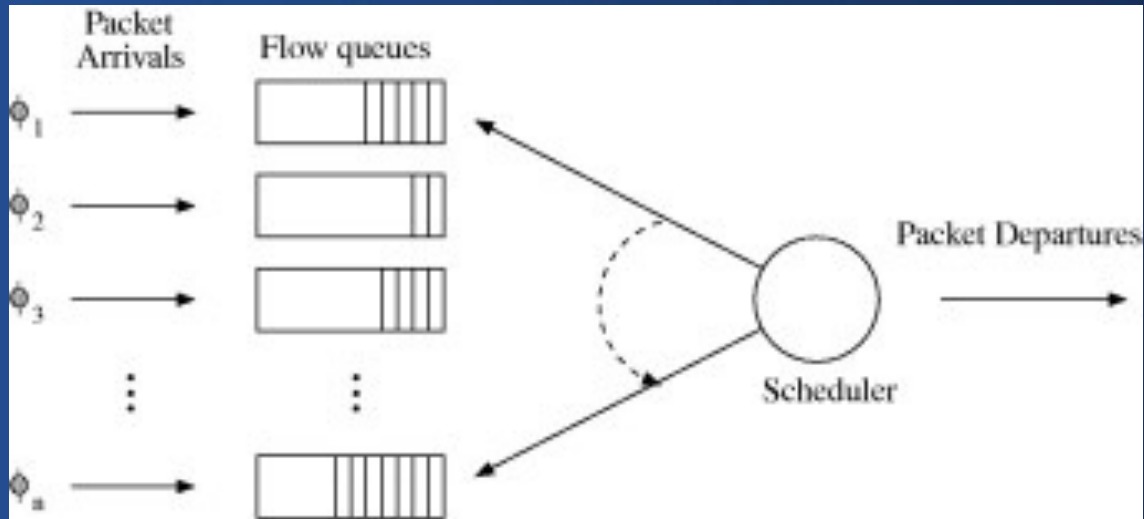 Packet
Arrivals
Flow queues
ϕ1
ϕ2
Packet Departures
ϕ3
Scheduler
ϕn